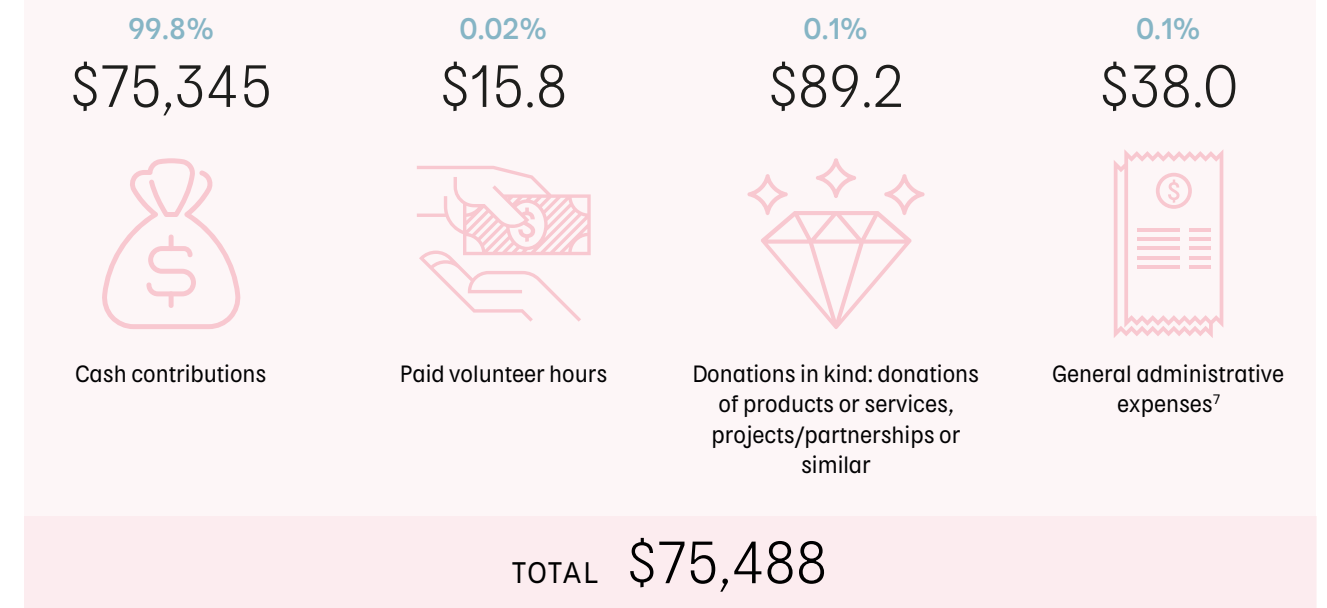 99.8%
$75,345
$
Cash contributions
0.02%
$15.8
$
Paid volunteer hours
0.1%
$89.2
Donations in kind: donations
of products or services,
projects/partnerships or
similar
0.1%
$38.0
$
General administrative
expenses⁷
TOTAL $75,488